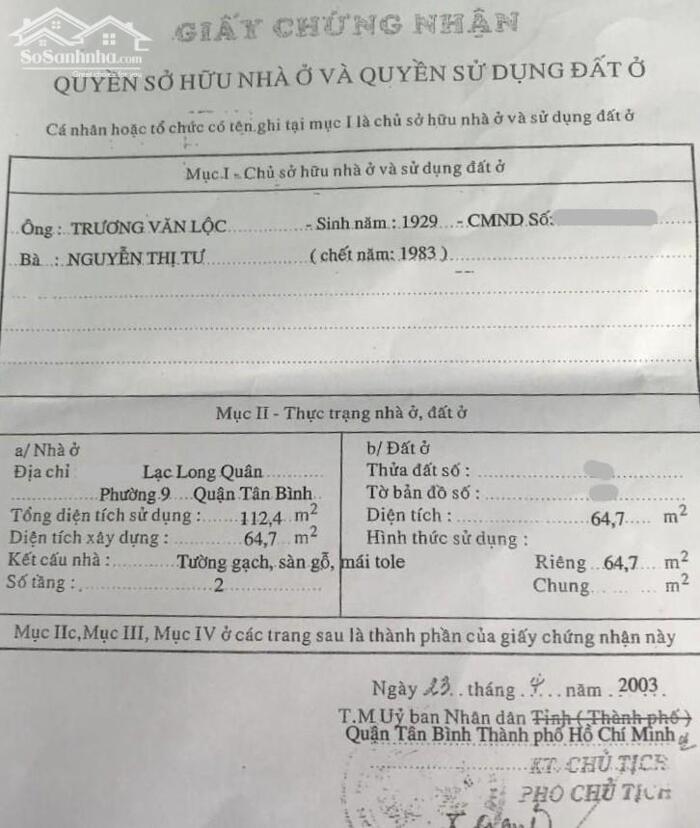 SoSanhnha.com
GIẤY CHỨNG NHẬN
QUYỀN SỞ HỮU NHÀ Ở VÀ QUYỀN SỬ DỤNG ĐẤT Ở
Cá nhân hoặc tổ chức có tên ghi tại mục I là chủ sở hữu nhà ở và sử dụng đất ở
Mục I - Chủ sở hữu nhà ở và sử dụng đất ở
Ông : TRƯƠNG VĂN LỘC - Sinh năm : 1929 - CMND Số:
Bà : NGUYỄN THỊ TƯ ( chết năm: 1983 )
Mục II - Thực trạng nhà ở, đất ở
a/ Nhà ở
Địa chỉ Lạc Long Quân
Phường 9 Quận Tân Bình
Tổng diện tích sử dụng : 112,4 m²
Diện tích xây dựng : 64,7 m²
Kết cấu nhà : Tường gạch, sàn gỗ, mái tole
Số tầng : 2
b/ Đất ở
Thửa đất số :
Tờ bản đồ số :
Diện tích : 64,7 m²
Hình thức sử dụng :
Riêng 64,7 m²
Chung m²
Mục IIc, Mục III, Mục IV ở các trang sau là thành phần của giấy chứng nhận này
Ngày 23 tháng 4 năm 2003
T.M Uỷ ban Nhân dân Tỉnh ( Thành phố )
Quận Tân Bình Thành phố Hồ Chí Minh
KT. CHỦ TỊCH
PHÓ CHỦ TỊCH